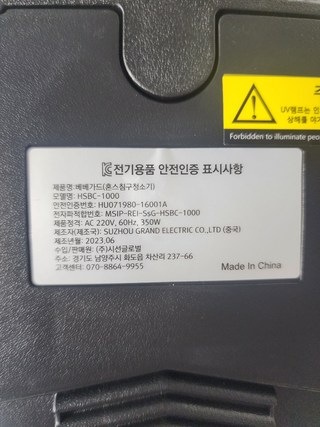 UV램프는 인
상해를 야기
Forbidden to illuminate peop
전기용품 안전인증 표시사항
제품명:베베가드(혼스침구청소기)
모델명: HSBC-1000
안전인증번호: HU071980-16001A
전자파적합번호: MSIP-REI-SsG-HSBC-1000
제품정격: AC 220V, 60Hz, 350W
제조자(제조국): SUZHOU GRAND ELECTRIC CO.,LTD (중국)
제조년월: 2023.06
수입/판매원: (주)시선글로벌
주소: 경기도 남양주시 화도읍 차산리 237-66
고객센터: 070-8864-9955
Made In China